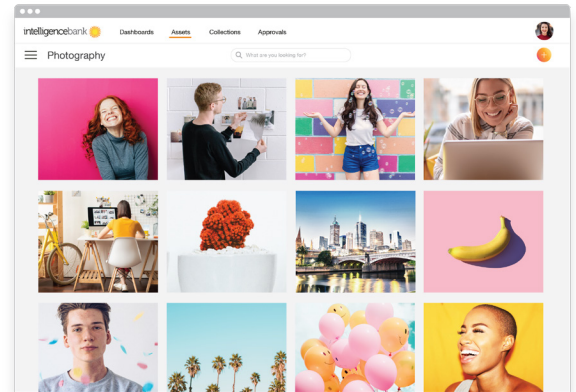 intelligencebank
Dashboards
Assets
Collections
Approvals
Photography
What are you looking for?